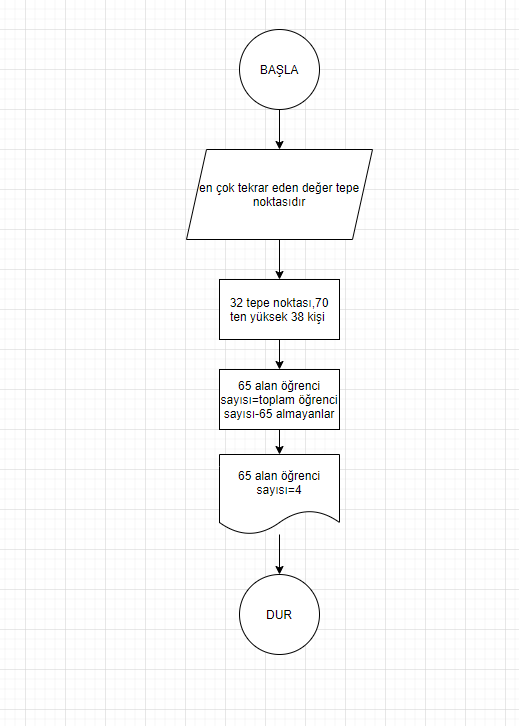 BAŞLA
en çok tekrar eden değer tepe
noktasıdır
32 tepe noktası,70
ten yüksek 38 kişi
65 alan öğrenci
sayısı=toplam öğrenci
sayısı-65 almayanlar
65 alan öğrenci
sayısı=4
DUR